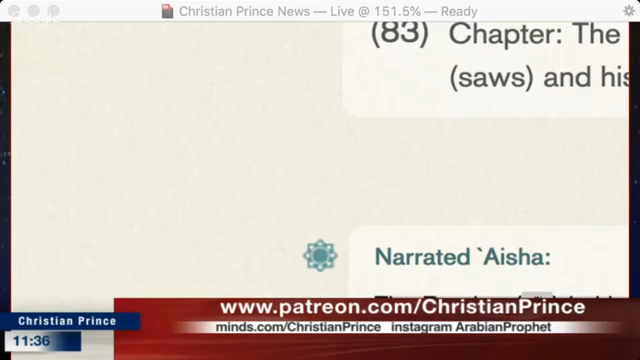 Christian Prince News — Live @ 151.5% — Ready
(83) Chapter: The
(saws) and his
Narrated `Aisha:
www.patreon.com/ChristianPrince
minds.com/ChristianPrince instagram ArabianProphet
Christian Prince
11:36